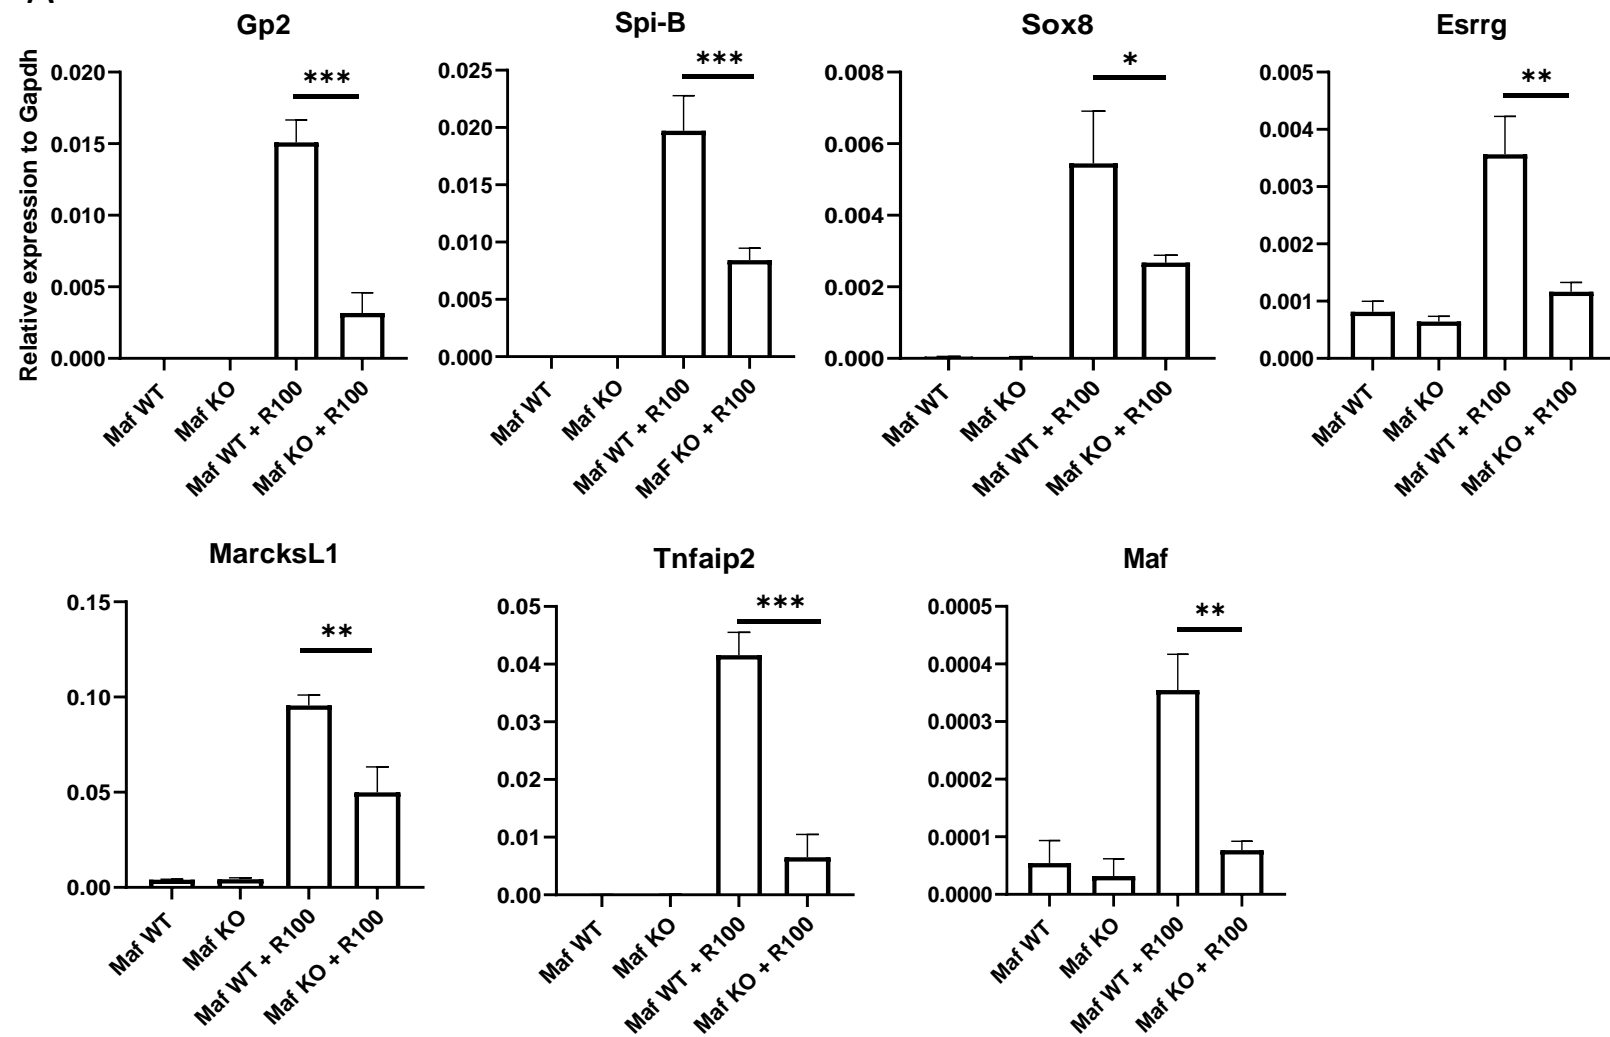 Gp2
Spi-B
Sox8
Esrrg
Relative expression to Gapdh
0.020
0.015
0.010
0.005
0.000
***
Maf WT
Maf KO
Maf WT + R100
Maf KO + R100
0.025
0.020
0.015
0.010
0.005
0.000
***
Maf WT
Maf KO
Maf WT + R100
MaF KO + R100
0.008
0.006
0.004
0.002
0.000
*
Maf WT
Maf KO
Maf WT + R100
Maf KO + R100
0.005
0.004
0.003
0.002
0.001
0.000
**
Maf WT
Maf KO
Maf WT + R100
Maf KO + R100
MarcksL1
0.15
0.10
0.05
0.00
**
Maf WT
Maf KO
Maf WT + R100
Maf KO + R100
Tnfaip2
0.05
0.04
0.03
0.02
0.01
0.00
***
Maf WT
Maf KO
Maf WT + R100
Maf KO + R100
Maf
0.0005
0.0004
0.0003
0.0002
0.0001
0.0000
**
Maf WT
Maf KO
Maf WT + R100
Maf KO + R100